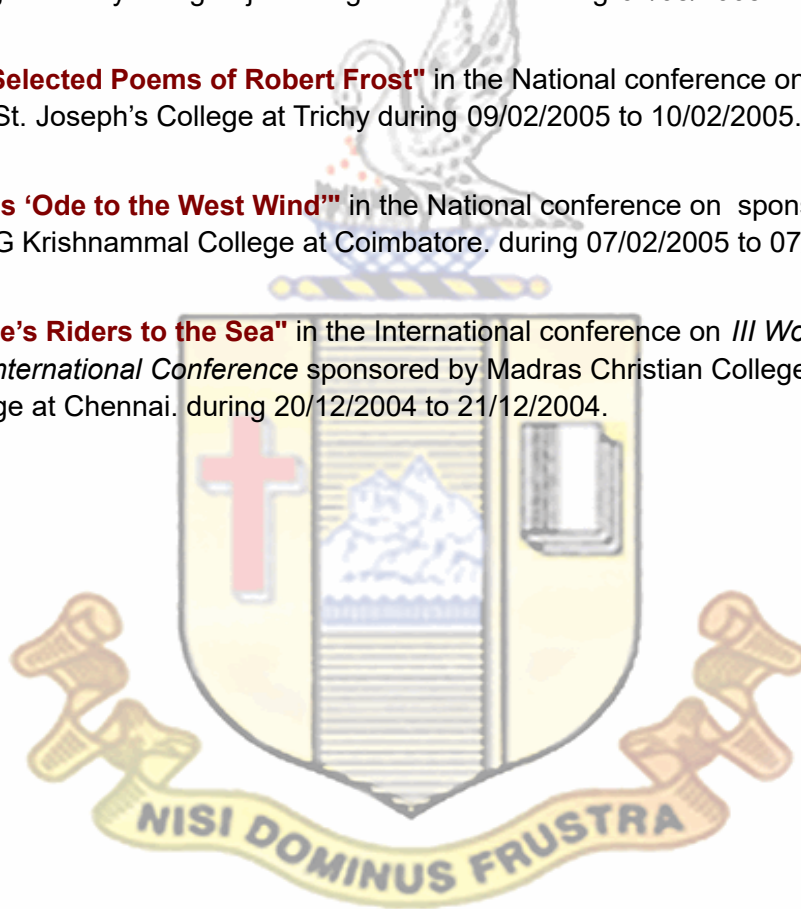 Selected Poems of Robert Frost" in the National conference on
St. Joseph's College at Trichy during 09/02/2005 to 10/02/2005.
s 'Ode to the West Wind'" in the National conference on spons
G Krishnammal College at Coimbatore. during 07/02/2005 to 07
e's Riders to the Sea" in the International conference on III Wo
nternational Conference sponsored by Madras Christian College
ge at Chennai. during 20/12/2004 to 21/12/2004.
NISI DOMINUS FRUSTRA